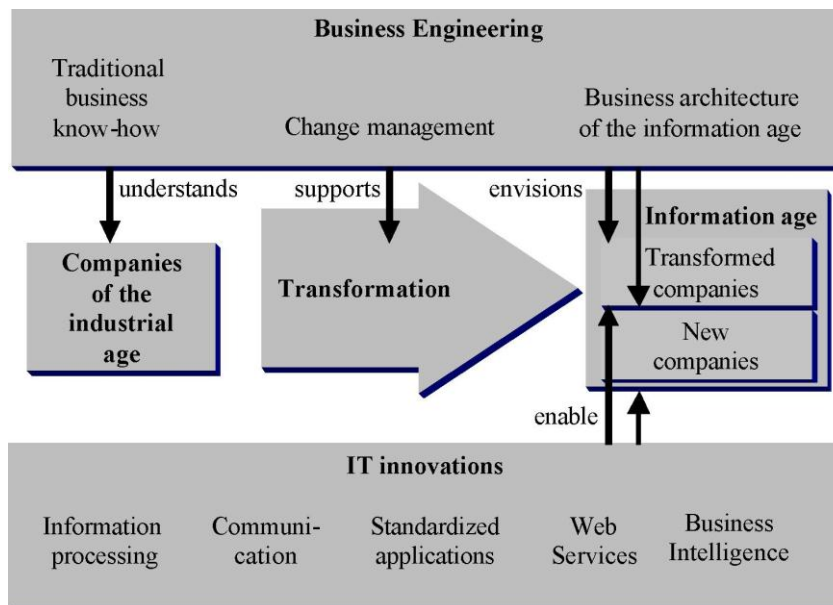 Business Engineering
Traditional
business
know-how
Change management
Business architecture
of the information age
understands
supports
envisions
Companies
of the
industrial
age
Transformation
Information age
Transformed
companies
New
companies
enable
IT innovations
Information
processing
Communi-
cation
Standardized
applications
Web
Services
Business
Intelligence